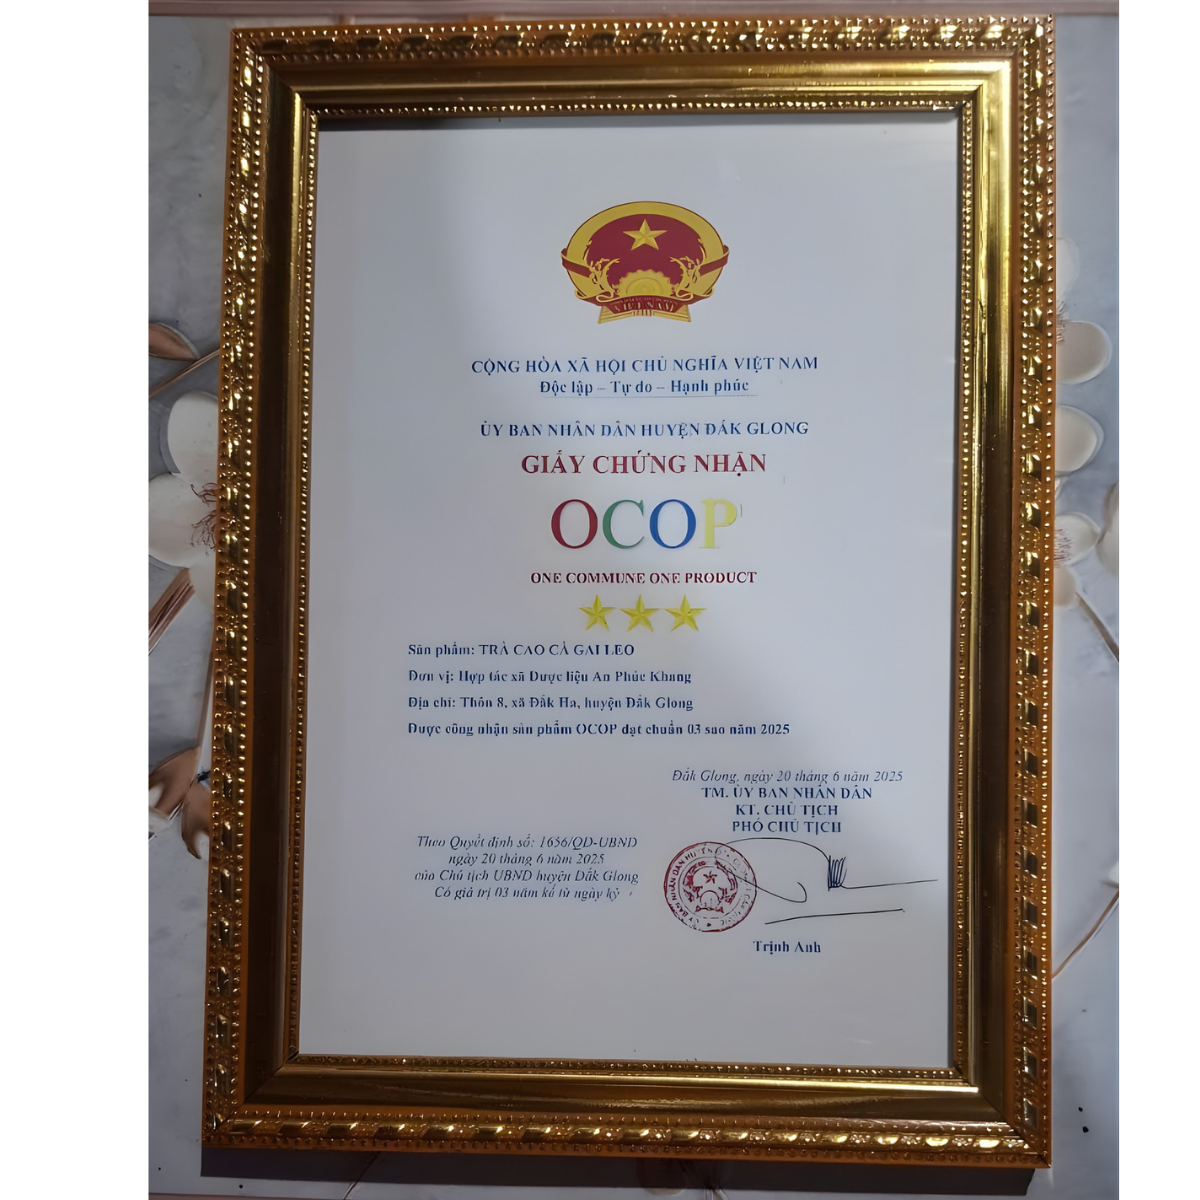 VIỆT NAM
CỘNG HÒA XÃ HỘI CHỦ NGHĨA VIỆT NAM
Độc lập – Tự do – Hạnh phúc
ỦY BAN NHÂN DÂN HUYỆN ĐẮK GLONG
GIẤY CHỨNG NHẬN
OCOP
ONE COMMUNE ONE PRODUCT
Sản phẩm: TRÀ CAO CÀ GAI LEO
Đơn vị: Hợp tác xã Dược liệu An Phúc Khang
Địa chỉ: Thôn 8, xã Đắk Ha, huyện Đắk Glong
Được công nhận sản phẩm OCOP đạt chuẩn 03 sao năm 2025
Đắk Glong, ngày 20 tháng 6 năm 2025
TM. ỦY BAN NHÂN DÂN
KT. CHỦ TỊCH
PHÓ CHỦ TỊCH
Theo Quyết định số: 1656/QĐ-UBND
ngày 20 tháng 6 năm 2025
của Chủ tịch UBND huyện Đắk Glong
Có giá trị 03 năm kể từ ngày ký
Trịnh Anh